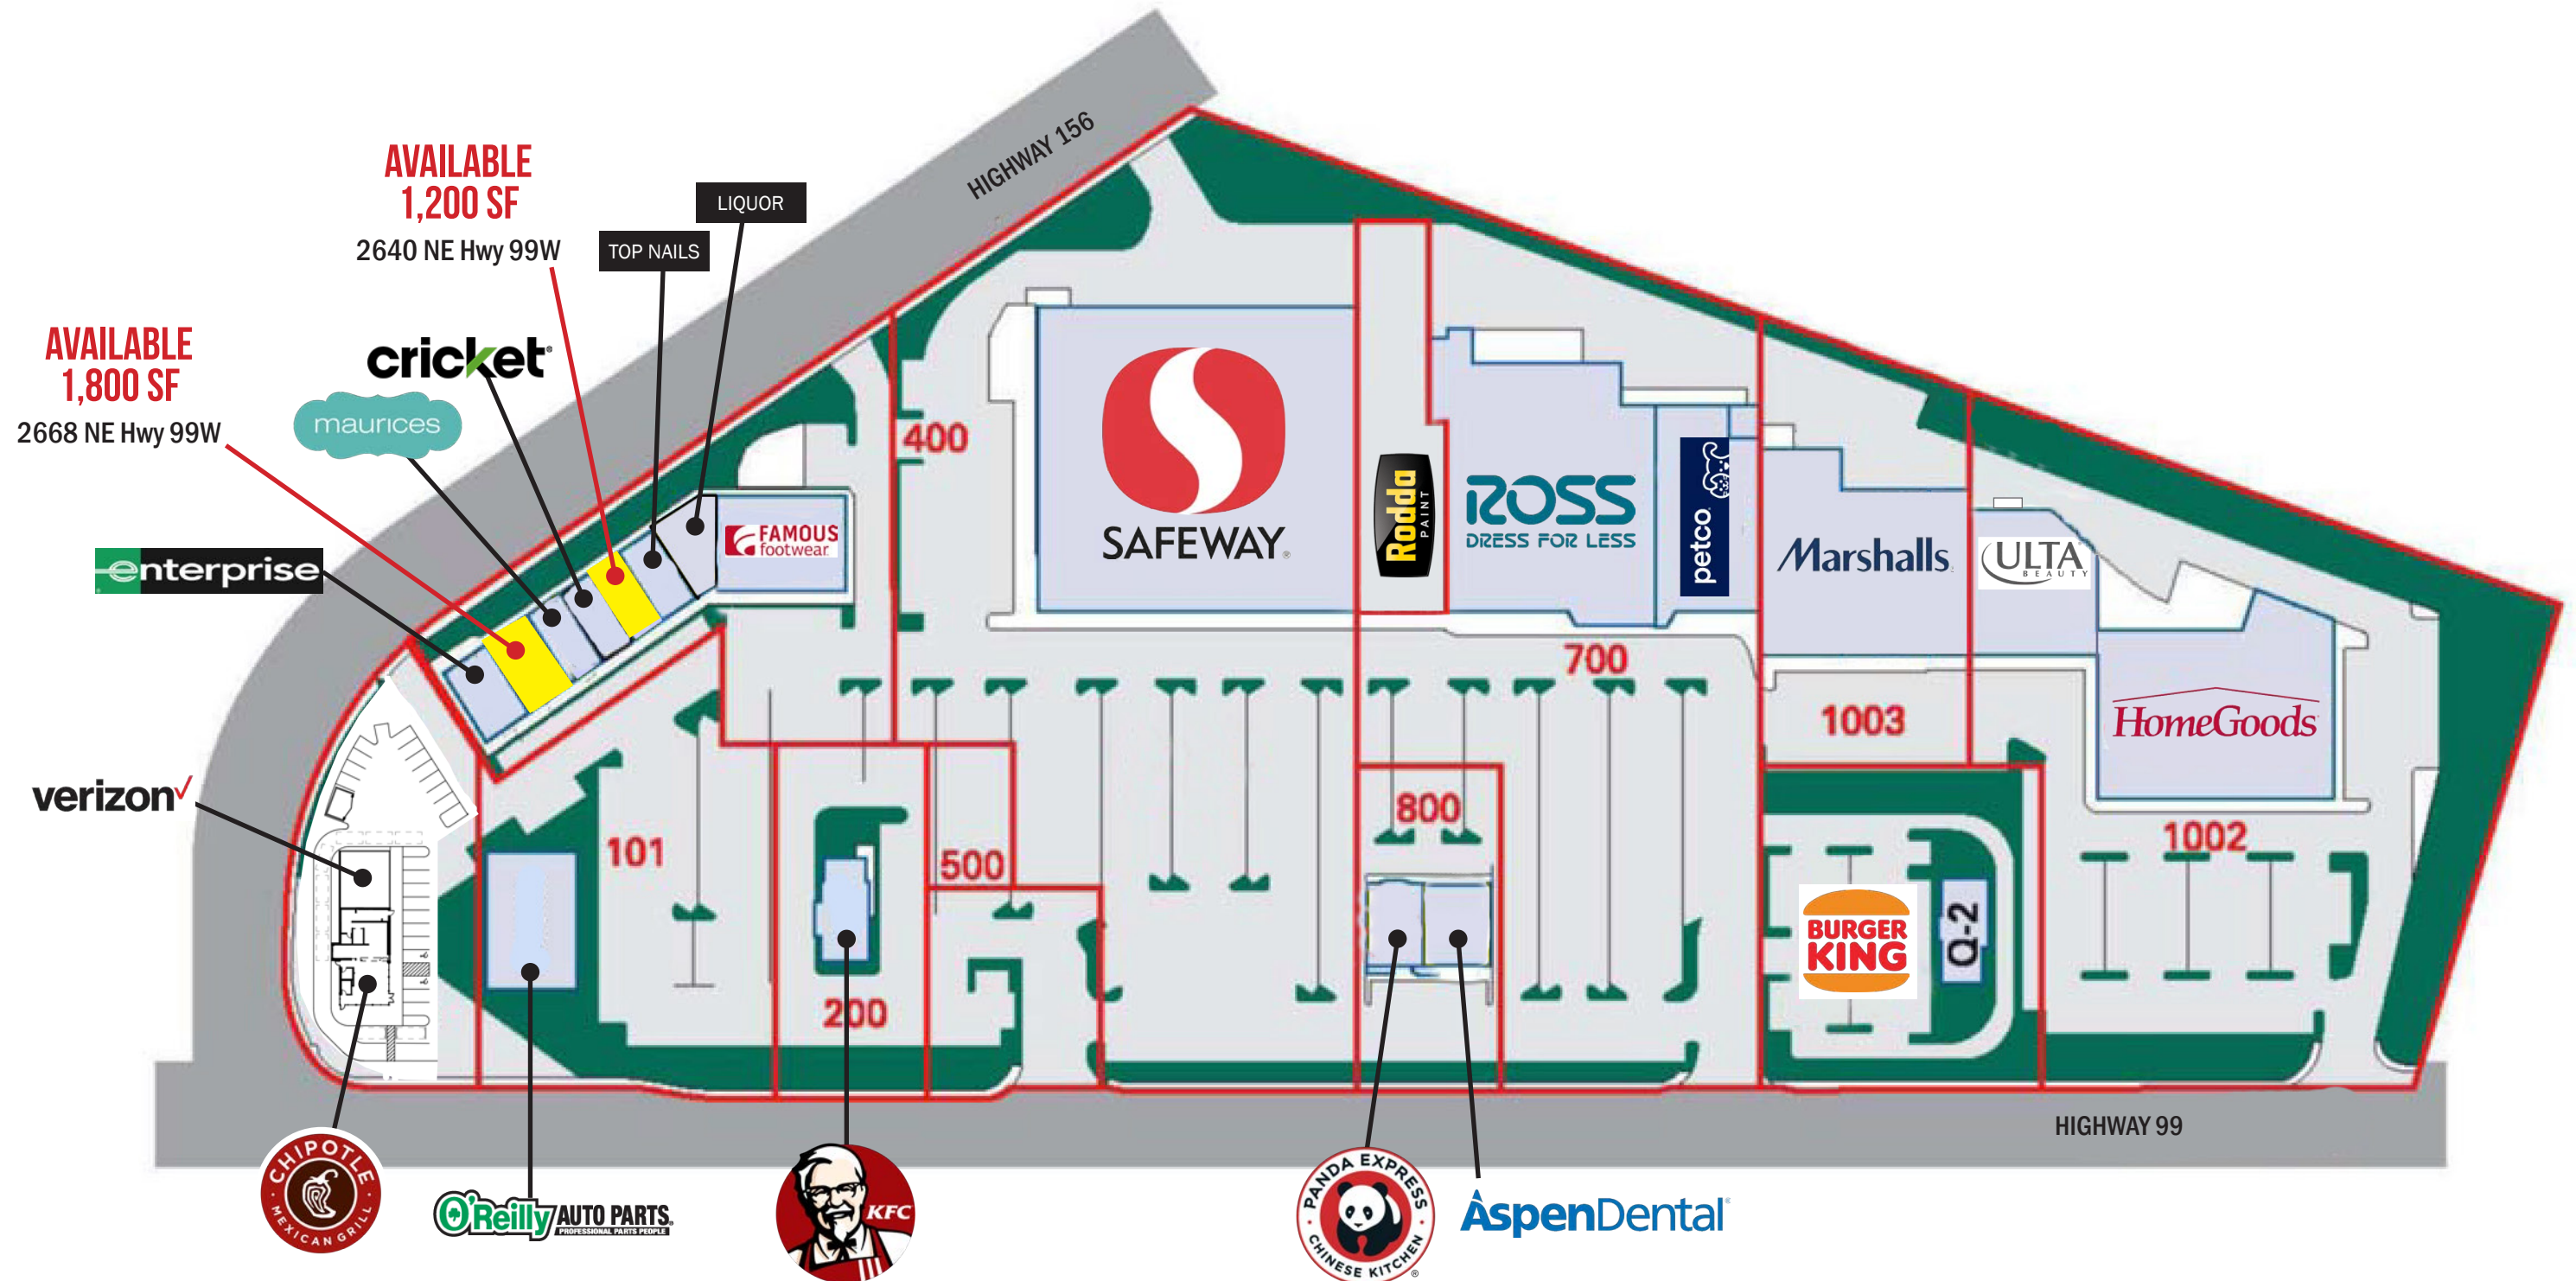 HIGHWAY 156
AVAILABLE
1,200 SF
2640 NE Hwy 99W
LIQUOR
TOP NAILS
AVAILABLE
1,800 SF
2668 NE Hwy 99W
cricket
maurices
enterprise
verizon
FAMOUS
footwear
400
SAFEWAY
Rodda
PAINT
ROSS
DRESS FOR LESS
petco
Marshalls
ULTA
BEAUTY
HomeGoods
700
1003
101
200
500
800
1002
BURGER
KING
Q-2
HIGHWAY 99
CHIPOTLE
MEXICAN GRILL
O'Reilly AUTO PARTS
PROFESSIONAL PARTS PEOPLE
KFC
PANDA EXPRESS
CHINESE KITCHEN
AspenDental